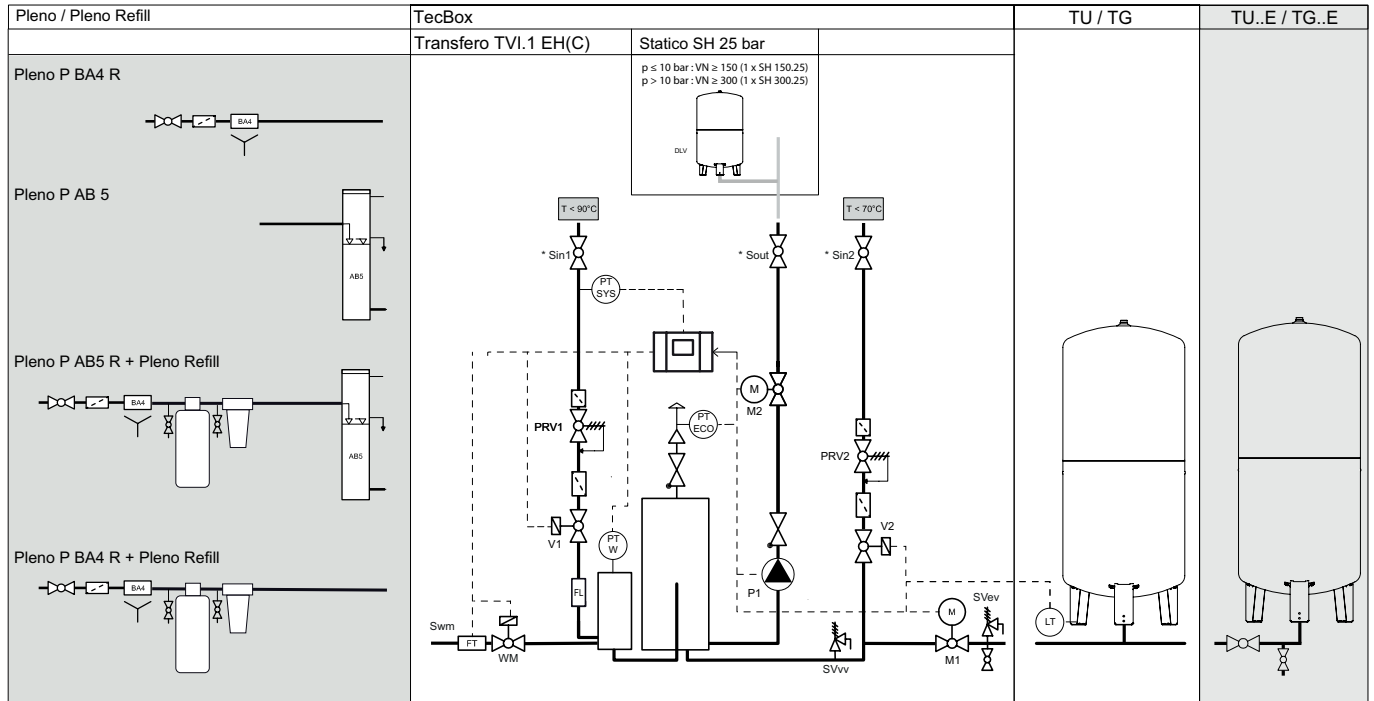 Pleno / Pleno Refill
TecBox
TU / TG
TU..E / TG..E
Transfero TVI.1 EH(C)
Statico SH 25 bar
p ≤ 10 bar : VN ≥ 150 (1 x SH 150.25)
p > 10 bar : VN ≥ 300 (1 x SH 300.25)
DLV
Pleno P BA4 R
BA4
Pleno P AB 5
AB5
Pleno P AB5 R + Pleno Refill
BA4
AB5
Pleno P BA4 R + Pleno Refill
BA4
T < 90°C
T < 70°C
* Sin1
* Sout
* Sin2
PT
SYS
M
M2
PRV1
PT
ECO
PRV2
V1
PT
W
V2
P1
FL
Swm
FT
WM
SVvv
M
M1
SVev
LT